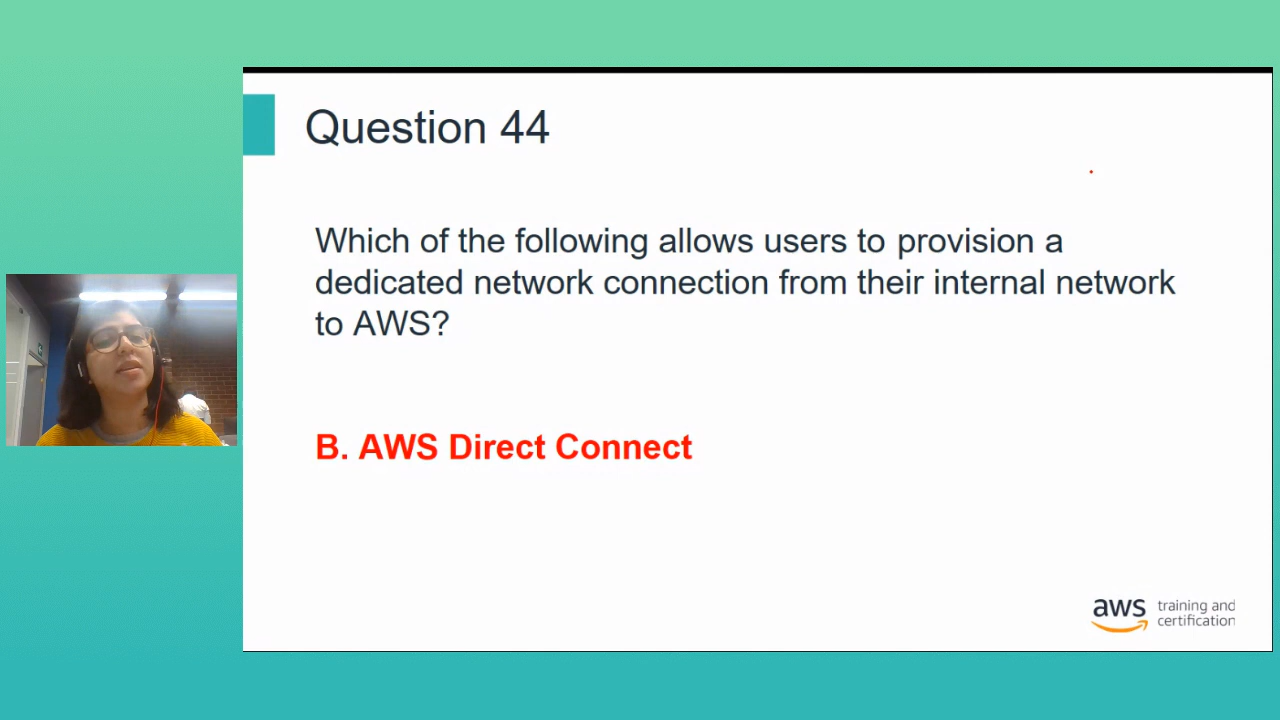 Question 44
Which of the following allows users to provision a
dedicated network connection from their internal network
to AWS?
B. AWS Direct Connect
aws training and
certification